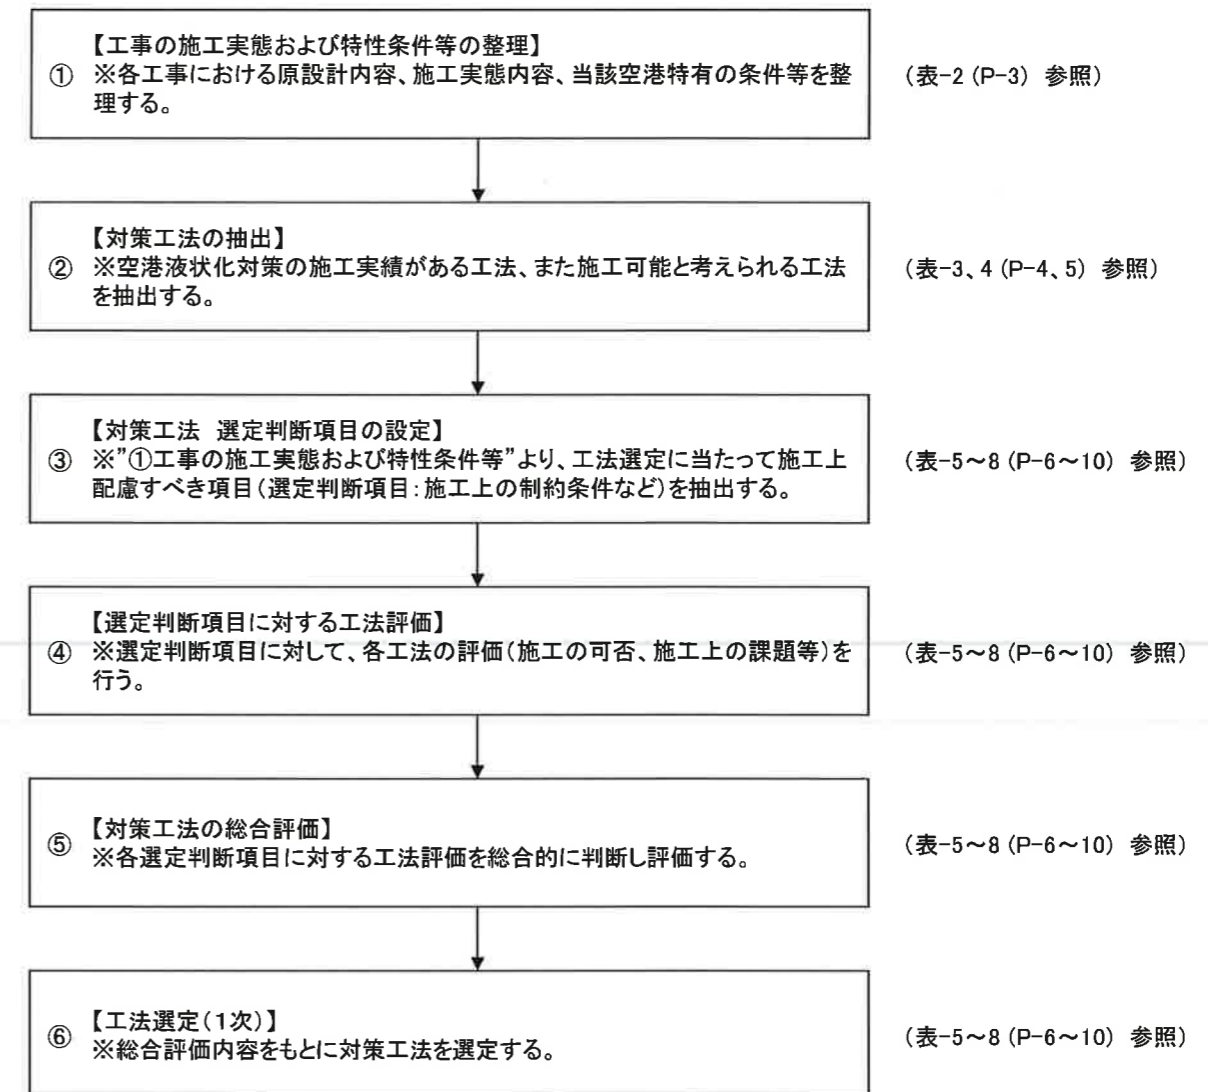 【工事の施工実態および特性条件等の整理】
① ※各工事における原設計内容、施工実態内容、当該空港特有の条件等を整
理する。
(表-2 (P-3) 参照)
【対策工法の抽出】
② ※空港液状化対策の施工実績がある工法、また施工可能と考えられる工法
を抽出する。
(表-3、4 (P-4、5) 参照)
【対策工法 選定判断項目の設定】
③ ※”①工事の施工実態および特性条件等”より、工法選定に当たって施工上
配慮すべき項目(選定判断項目:施工上の制約条件など)を抽出する。
(表-5~8 (P-6~10) 参照)
【選定判断項目に対する工法評価】
④ ※選定判断項目に対して、各工法の評価(施工の可否、施工上の課題等)を
行う。
(表-5~8 (P-6~10) 参照)
【対策工法の総合評価】
⑤ ※各選定判断項目に対する工法評価を総合的に判断し評価する。
(表-5~8 (P-6~10) 参照)
【工法選定(1次)】
⑥ ※総合評価内容をもとに対策工法を選定する。
(表-5~8 (P-6~10) 参照)